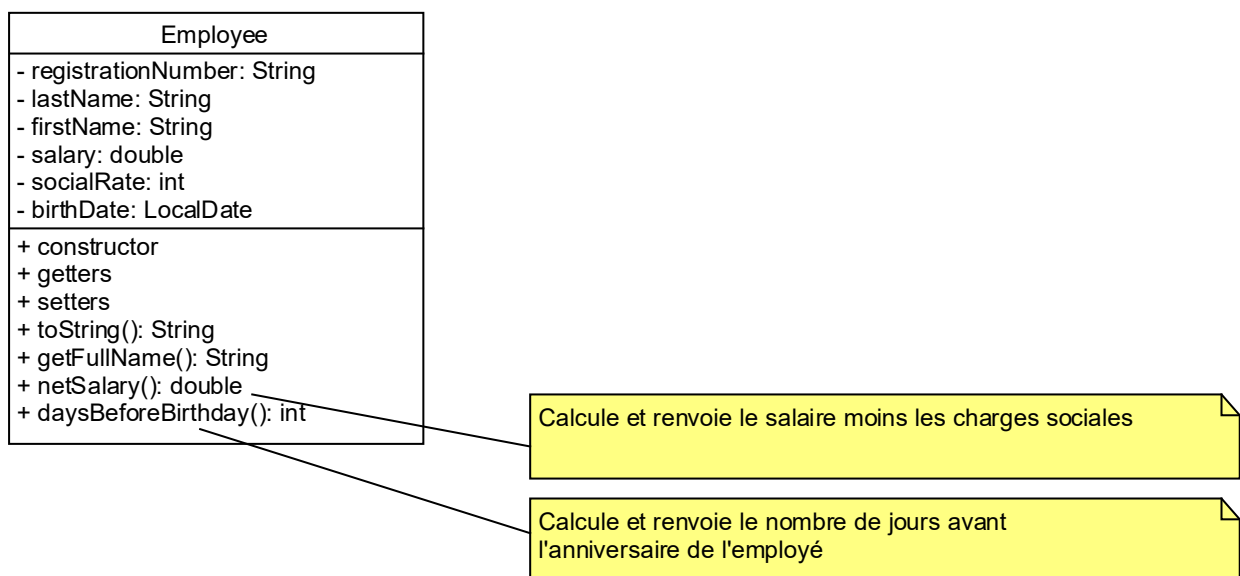 Employee
- registrationNumber: String
- lastName: String
- firstName: String
- salary: double
- socialRate: int
- birthDate: LocalDate
+ constructor
+ getters
+ setters
+ toString(): String
+ getFullName(): String
+ netSalary(): double
+ daysBeforeBirthday(): int
Calcule et renvoie le salaire moins les charges sociales
Calcule et renvoie le nombre de jours avant
l'anniversaire de l'employé